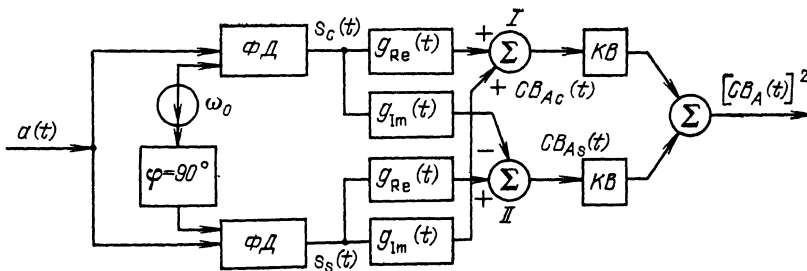 a(t)
ФД
s_c(t)
ω_0
φ=90°
ФД
s_s(t)
g_Re(t)
g_Im(t)
g_Re(t)
g_Im(t)
+
Σ
I
+
CB_Ac(t)
КВ
−
Σ
+
II
CB_As(t)
КВ
Σ
[CB_A(t)]²